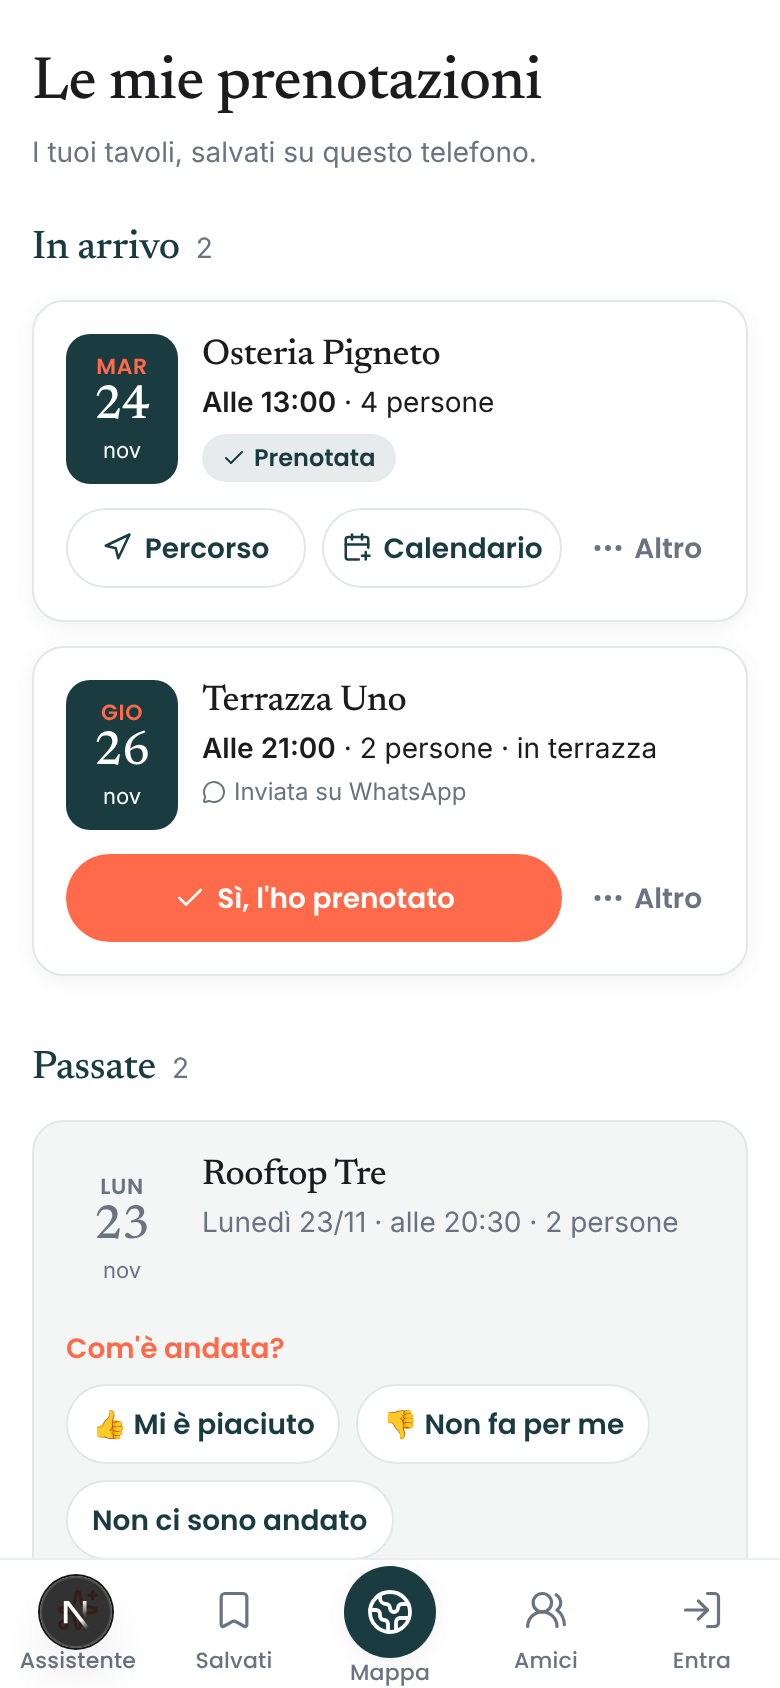 Le mie prenotazioni
I tuoi tavoli, salvati su questo telefono.
In arrivo 2
MAR
24
nov
Osteria Pigneto
Alle 13:00 · 4 persone
Prenotata
Percorso
Calendario
Altro
GIO
26
nov
Terrazza Uno
Alle 21:00 · 2 persone · in terrazza
Inviata su WhatsApp
Sì, l'ho prenotato
Altro
Passate 2
LUN
23
nov
Rooftop Tre
Lunedì 23/11 · alle 20:30 · 2 persone
Com'è andata?
👍 Mi è piaciuto
👎 Non fa per me
Non ci sono andato
N
Assistente
Salvati
Mappa
Amici
Entra